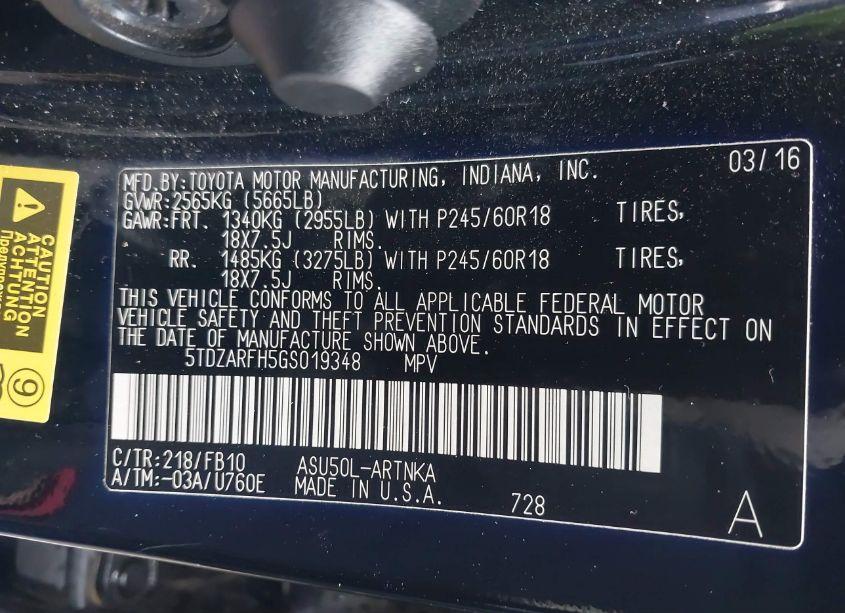 03/16
MFD.BY:TOYOTA MOTOR MANUFACTURING, INDIANA, INC.
GVWR:2565KG (5665LB)
GAWR:FRT. 1340KG (2955LB) WITH P245/60R18 TIRES,
18X7.5J RIMS.
RR. 1485KG (3275LB) WITH P245/60R18 TIRES,
18X7.5J RIMS.
THIS VEHICLE CONFORMS TO ALL APPLICABLE FEDERAL MOTOR
VEHICLE SAFETY AND THEFT PREVENTION STANDARDS IN EFFECT ON
THE DATE OF MANUFACTURE SHOWN ABOVE.
5TDZARFH5GS019348 MPV
C/TR:218/FB10 ASU50L-ARTNKA
A/TM:-03A/U760E MADE IN U.S.A.
728
A
CAUTION
ATTENTION
ACHTUNG
9